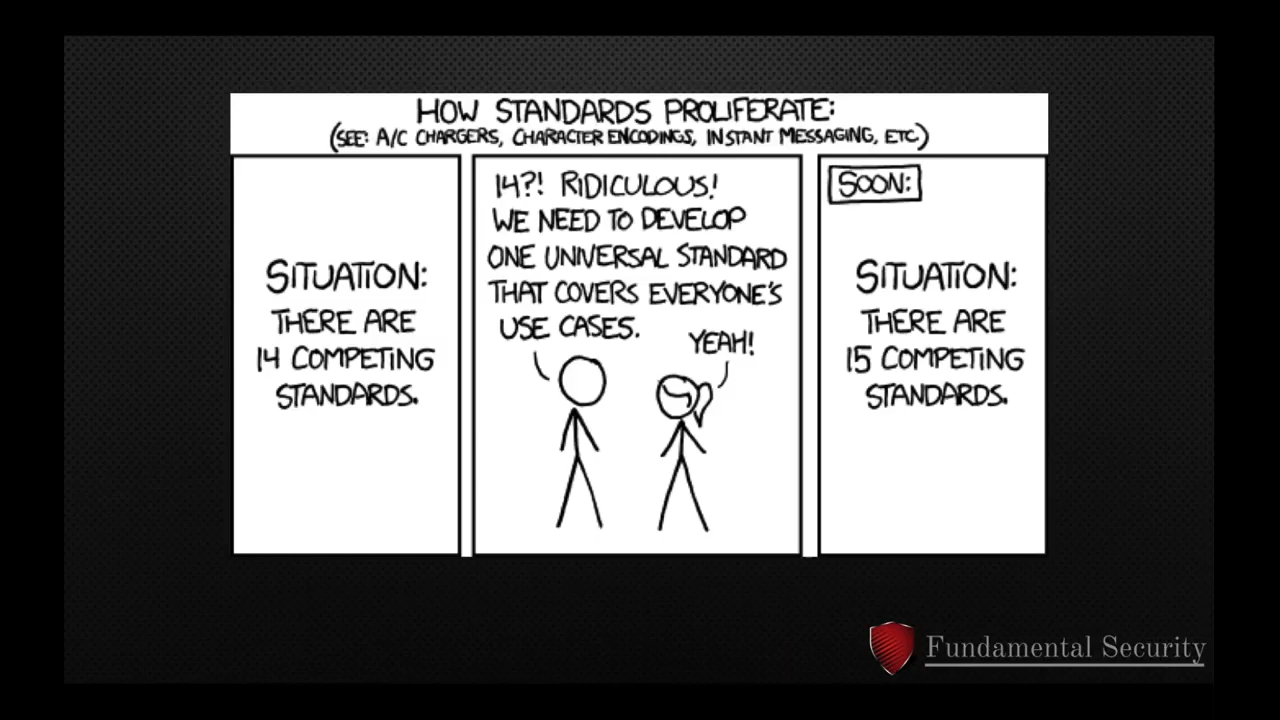 HOW STANDARDS PROLIFERATE:
(SEE: A/C CHARGERS, CHARACTER ENCODINGS, INSTANT MESSAGING, ETC.)
SITUATION:
THERE ARE
14 COMPETING
STANDARDS.
14?! RIDICULOUS!
WE NEED TO DEVELOP
ONE UNIVERSAL STANDARD
THAT COVERS EVERYONE'S
USE CASES.
YEAH!
SOON:
SITUATION:
THERE ARE
15 COMPETING
STANDARDS.
Fundamental Security